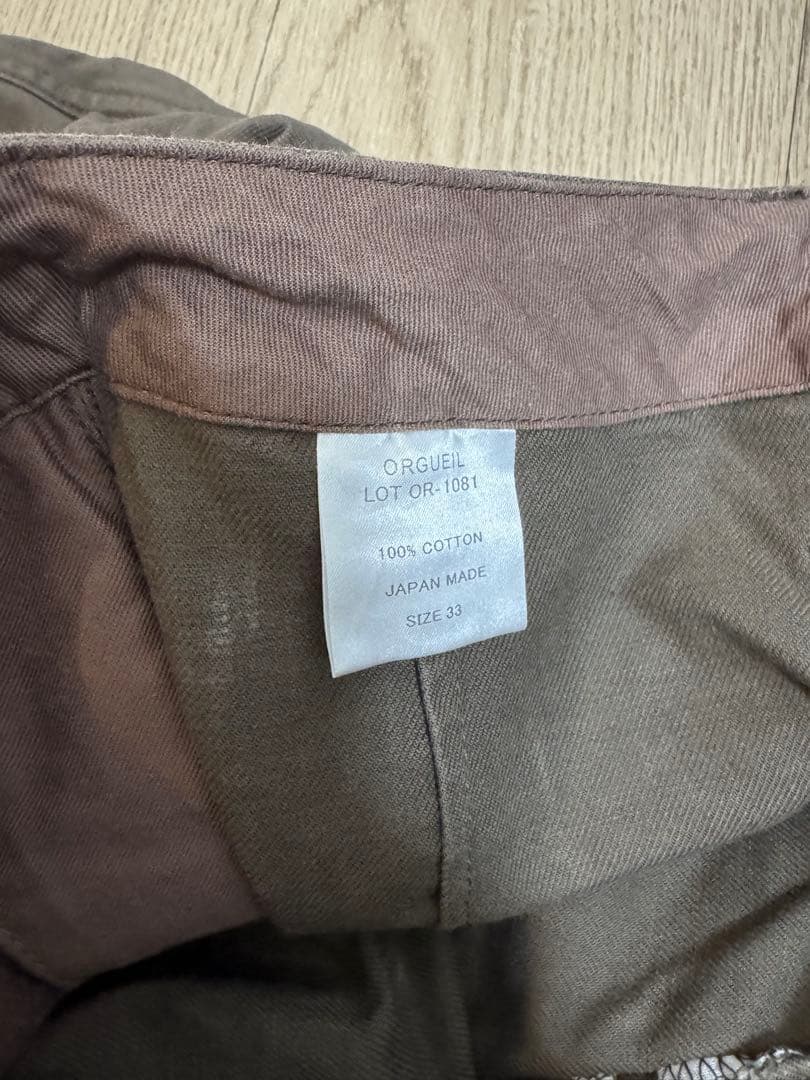 ORGUEIL
LOT OR-1081
100% COTTON
JAPAN MADE
SIZE 33